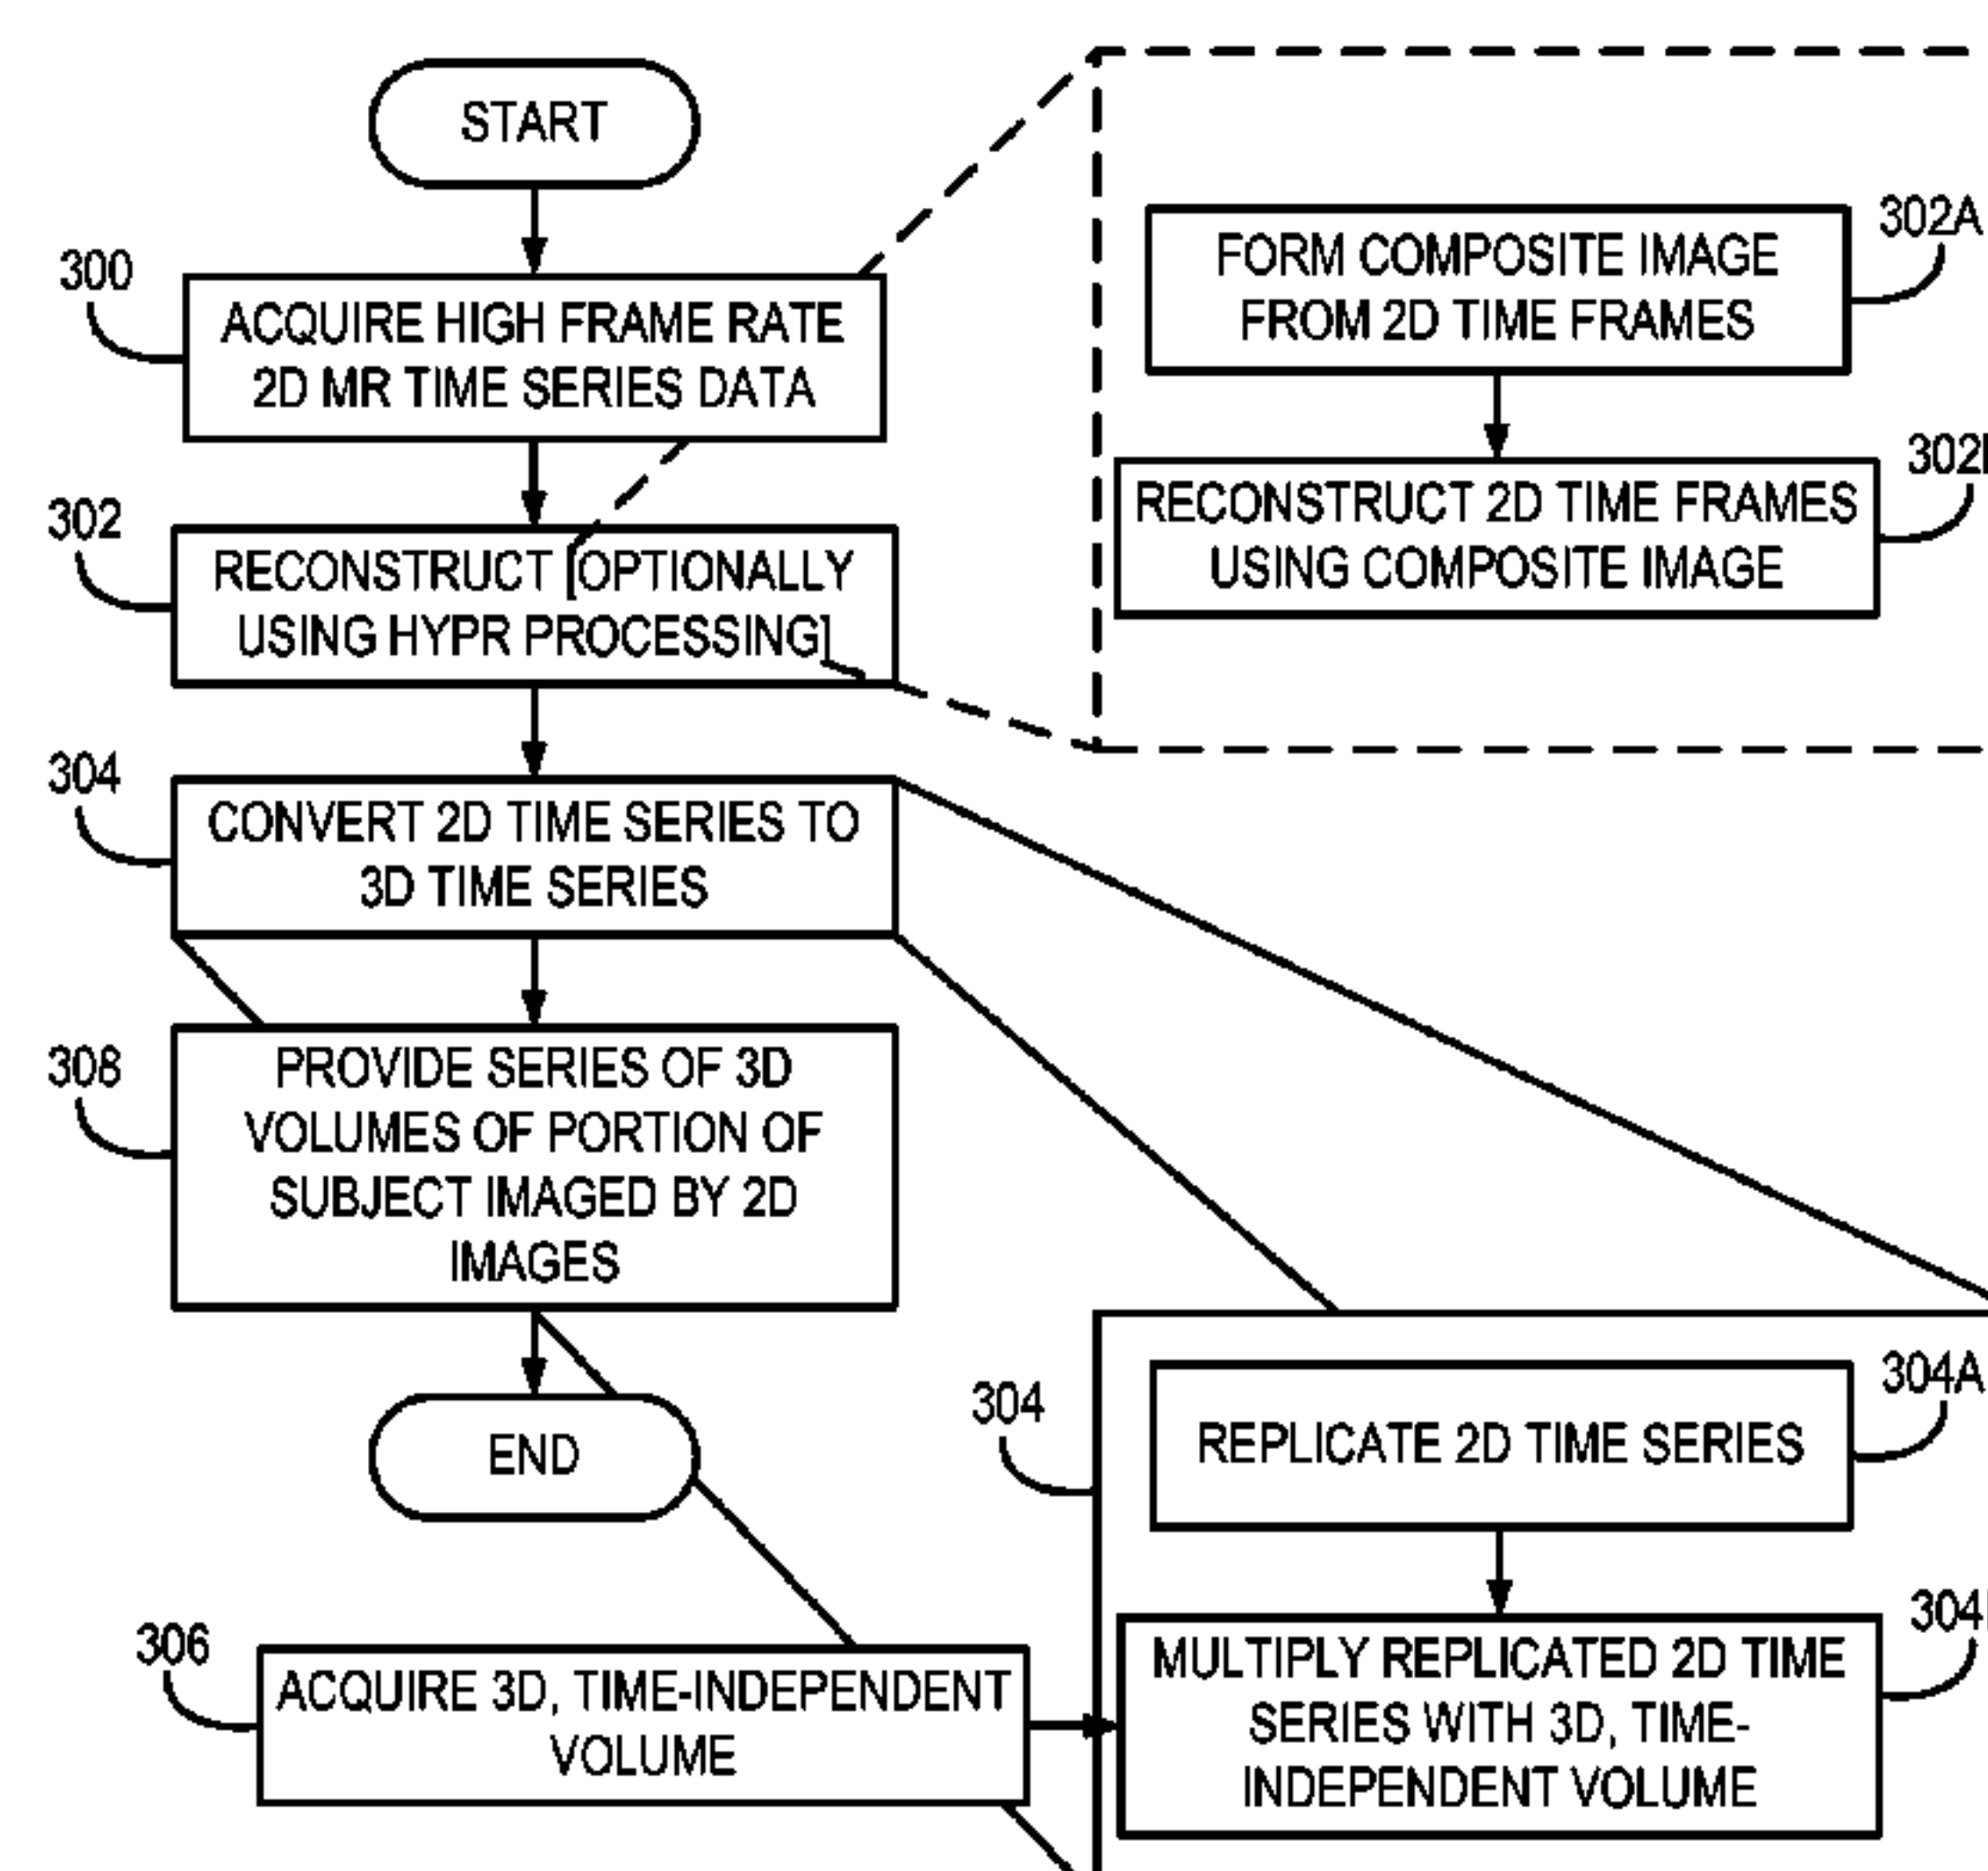 START
300
ACQUIRE HIGH FRAME RATE
2D MR TIME SERIES DATA
302
RECONSTRUCT [OPTIONALLY
USING HYPR PROCESSING]
304
CONVERT 2D TIME SERIES TO
3D TIME SERIES
308
PROVIDE SERIES OF 3D
VOLUMES OF PORTION OF
SUBJECT IMAGED BY 2D
IMAGES
END
302A
FORM COMPOSITE IMAGE
FROM 2D TIME FRAMES
RECONSTRUCT 2D TIME FRAMES
USING COMPOSITE IMAGE
304
304A
REPLICATE 2D TIME SERIES
306
ACQUIRE 3D, TIME-INDEPENDENT
VOLUME
MULTIPLY REPLICATED 2D TIME
SERIES WITH 3D, TIME-
INDEPENDENT VOLUME